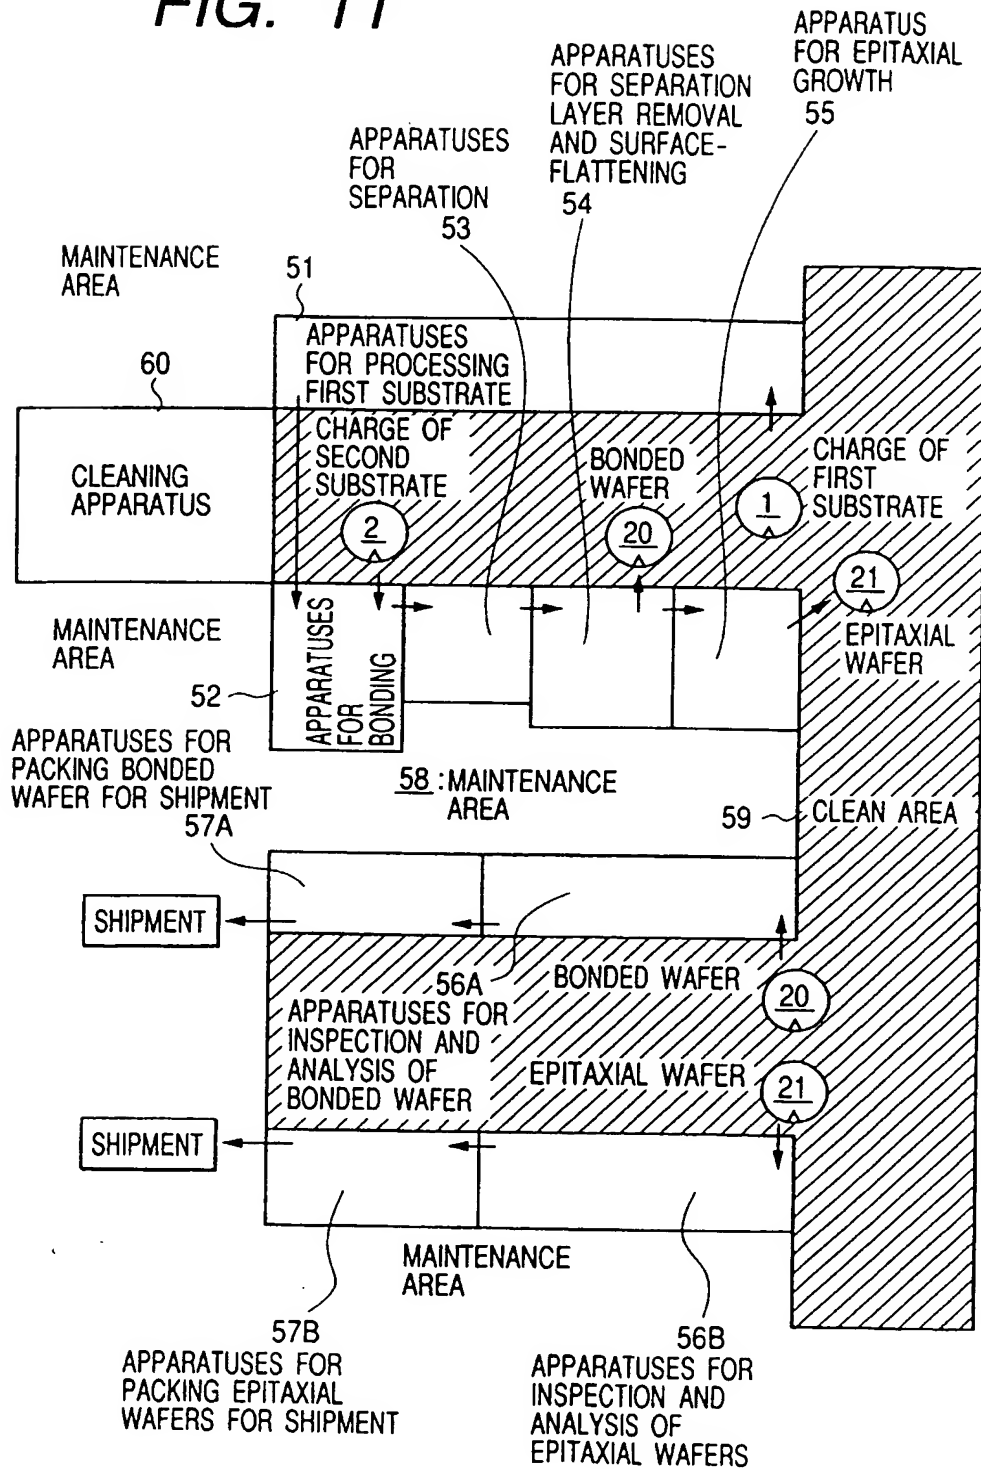 FIG. 11
APPARATUS
FOR EPITAXIAL
GROWTH
55
APPARATUSES
FOR SEPARATION
LAYER REMOVAL
AND SURFACE-
FLATTENING
54
APPARATUSES
FOR
SEPARATION
53
MAINTENANCE
AREA
51
APPARATUSES
FOR PROCESSING
FIRST SUBSTRATE
60
CLEANING
APPARATUS
CHARGE OF
SECOND
SUBSTRATE
2
BONDED
WAFER
20
1
CHARGE OF
FIRST
SUBSTRATE
21
EPITAXIAL
WAFER
MAINTENANCE
AREA
52
APPARATUSES
FOR
BONDING
APPARATUSES FOR
PACKING BONDED
WAFER FOR SHIPMENT
57A
58 : MAINTENANCE
AREA
59
CLEAN AREA
SHIPMENT
56A
APPARATUSES FOR
INSPECTION AND
ANALYSIS OF
BONDED WAFER
BONDED WAFER
20
EPITAXIAL WAFER
21
SHIPMENT
MAINTENANCE
AREA
57B
APPARATUSES FOR
PACKING EPITAXIAL
WAFERS FOR SHIPMENT
56B
APPARATUSES FOR
INSPECTION AND
ANALYSIS OF
EPITAXIAL WAFERS